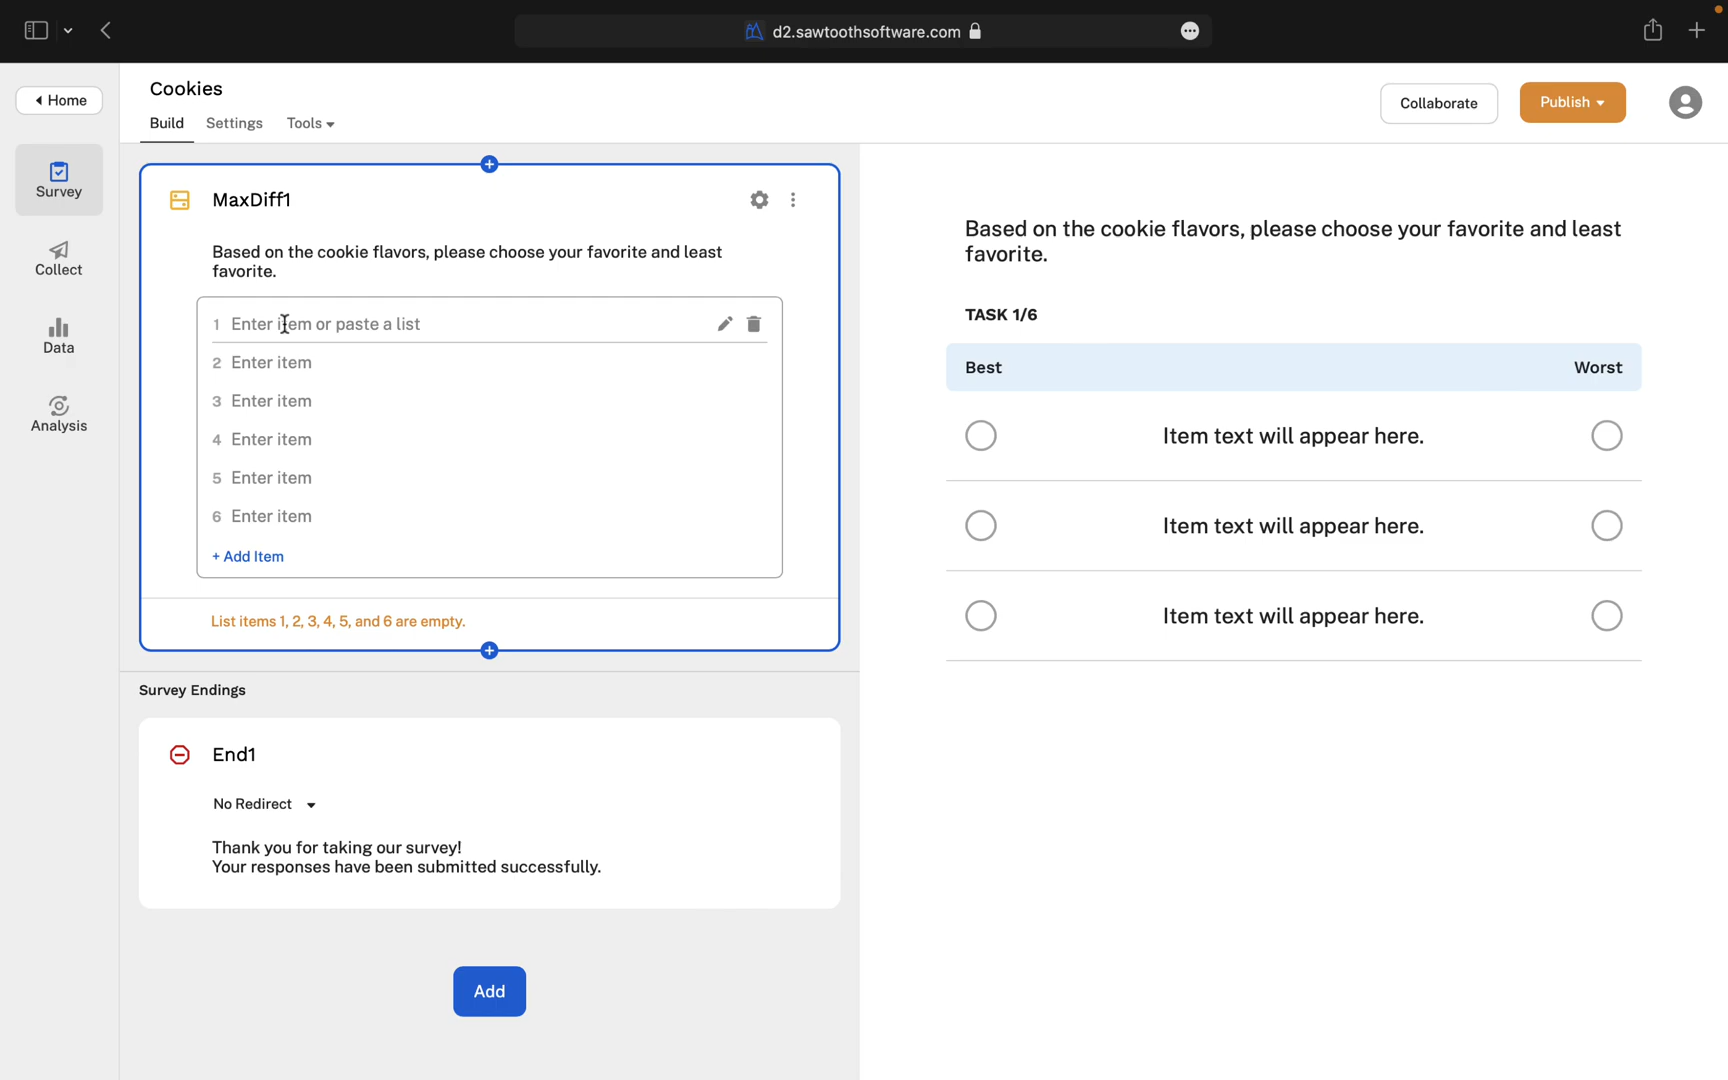 d2.sawtoothsoftware.com
Home
Cookies
Build Settings Tools
Collaborate
Publish
Survey
Collect
Data
Analysis
MaxDiff1
Based on the cookie flavors, please choose your favorite and least
favorite.
1 Enter item or paste a list
2 Enter item
3 Enter item
4 Enter item
5 Enter item
6 Enter item
+ Add Item
List items 1, 2, 3, 4, 5, and 6 are empty.
Survey Endings
End1
No Redirect
Thank you for taking our survey!
Your responses have been submitted successfully.
Add
Based on the cookie flavors, please choose your favorite and least
favorite.
TASK 1/6
Best Worst
Item text will appear here.
Item text will appear here.
Item text will appear here.